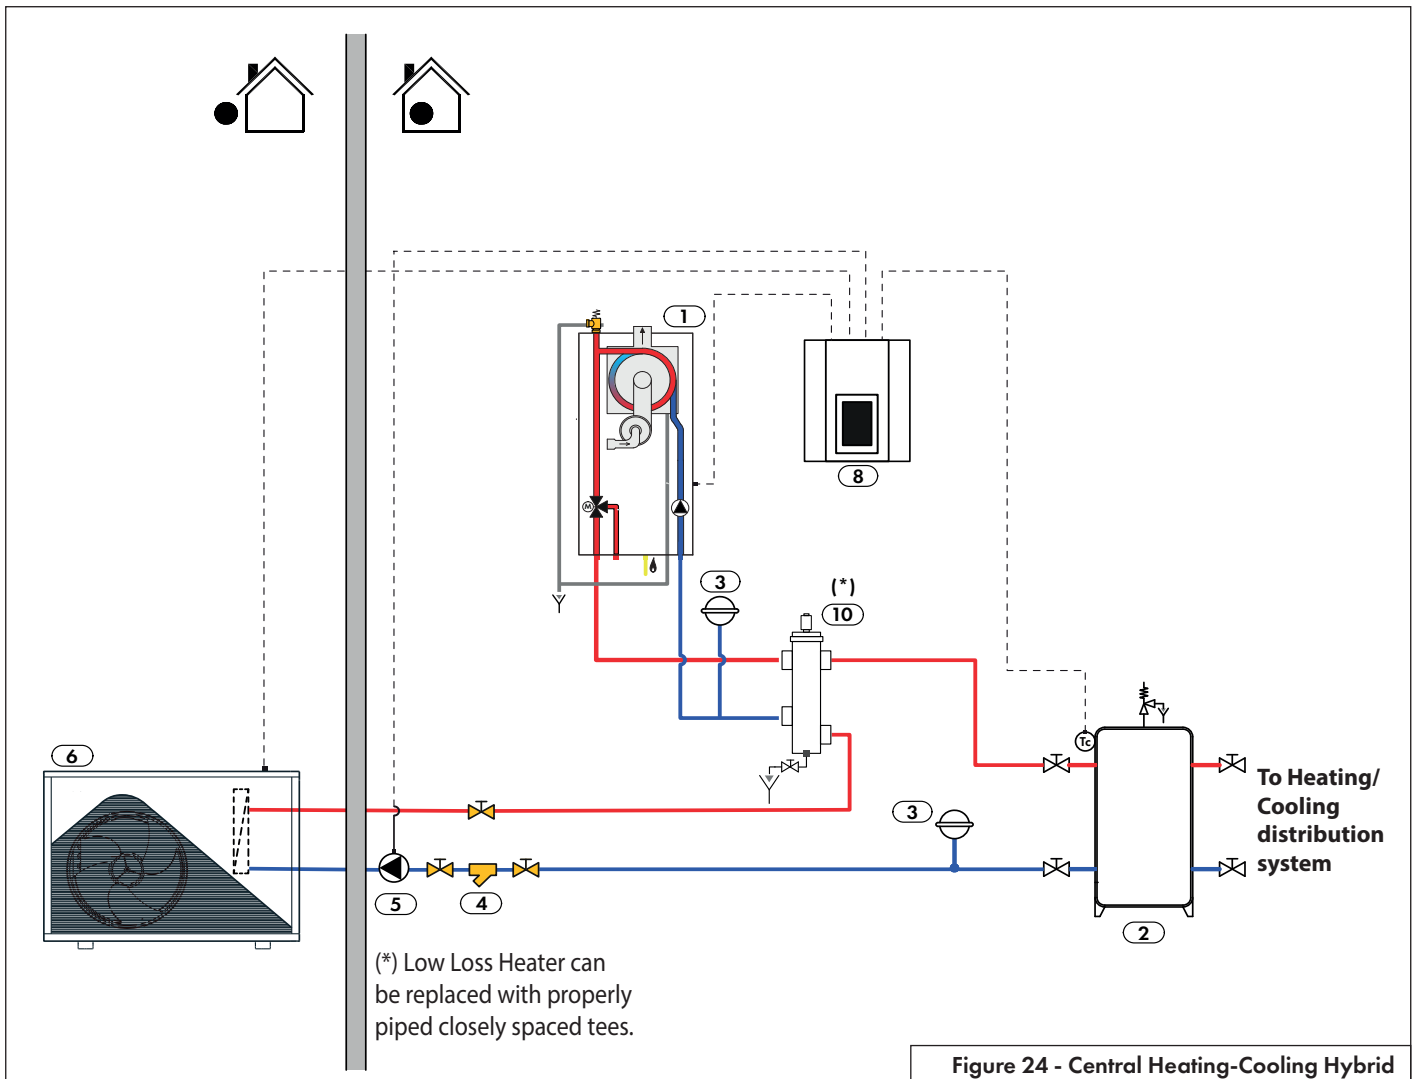 1
8
M
3
(*)
10
6
Tc
To Heating/
Cooling
distribution
system
3
5
4
2
(*) Low Loss Heater can
be replaced with properly
piped closely spaced tees.
Figure 24 - Central Heating-Cooling Hybrid